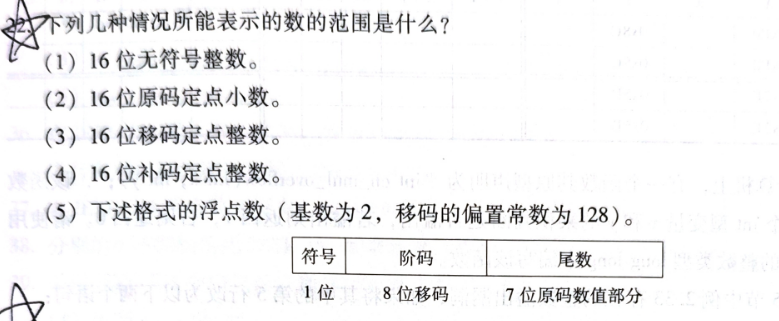 22. 下列几种情况所能表示的数的范围是什么？
（1）16 位无符号整数。
（2）16 位原码定点小数。
（3）16 位移码定点整数。
（4）16 位补码定点整数。
（5）下述格式的浮点数（基数为 2，移码的偏置常数为 128）。
符号 阶码 尾数
1 位 8 位移码 7 位原码数值部分